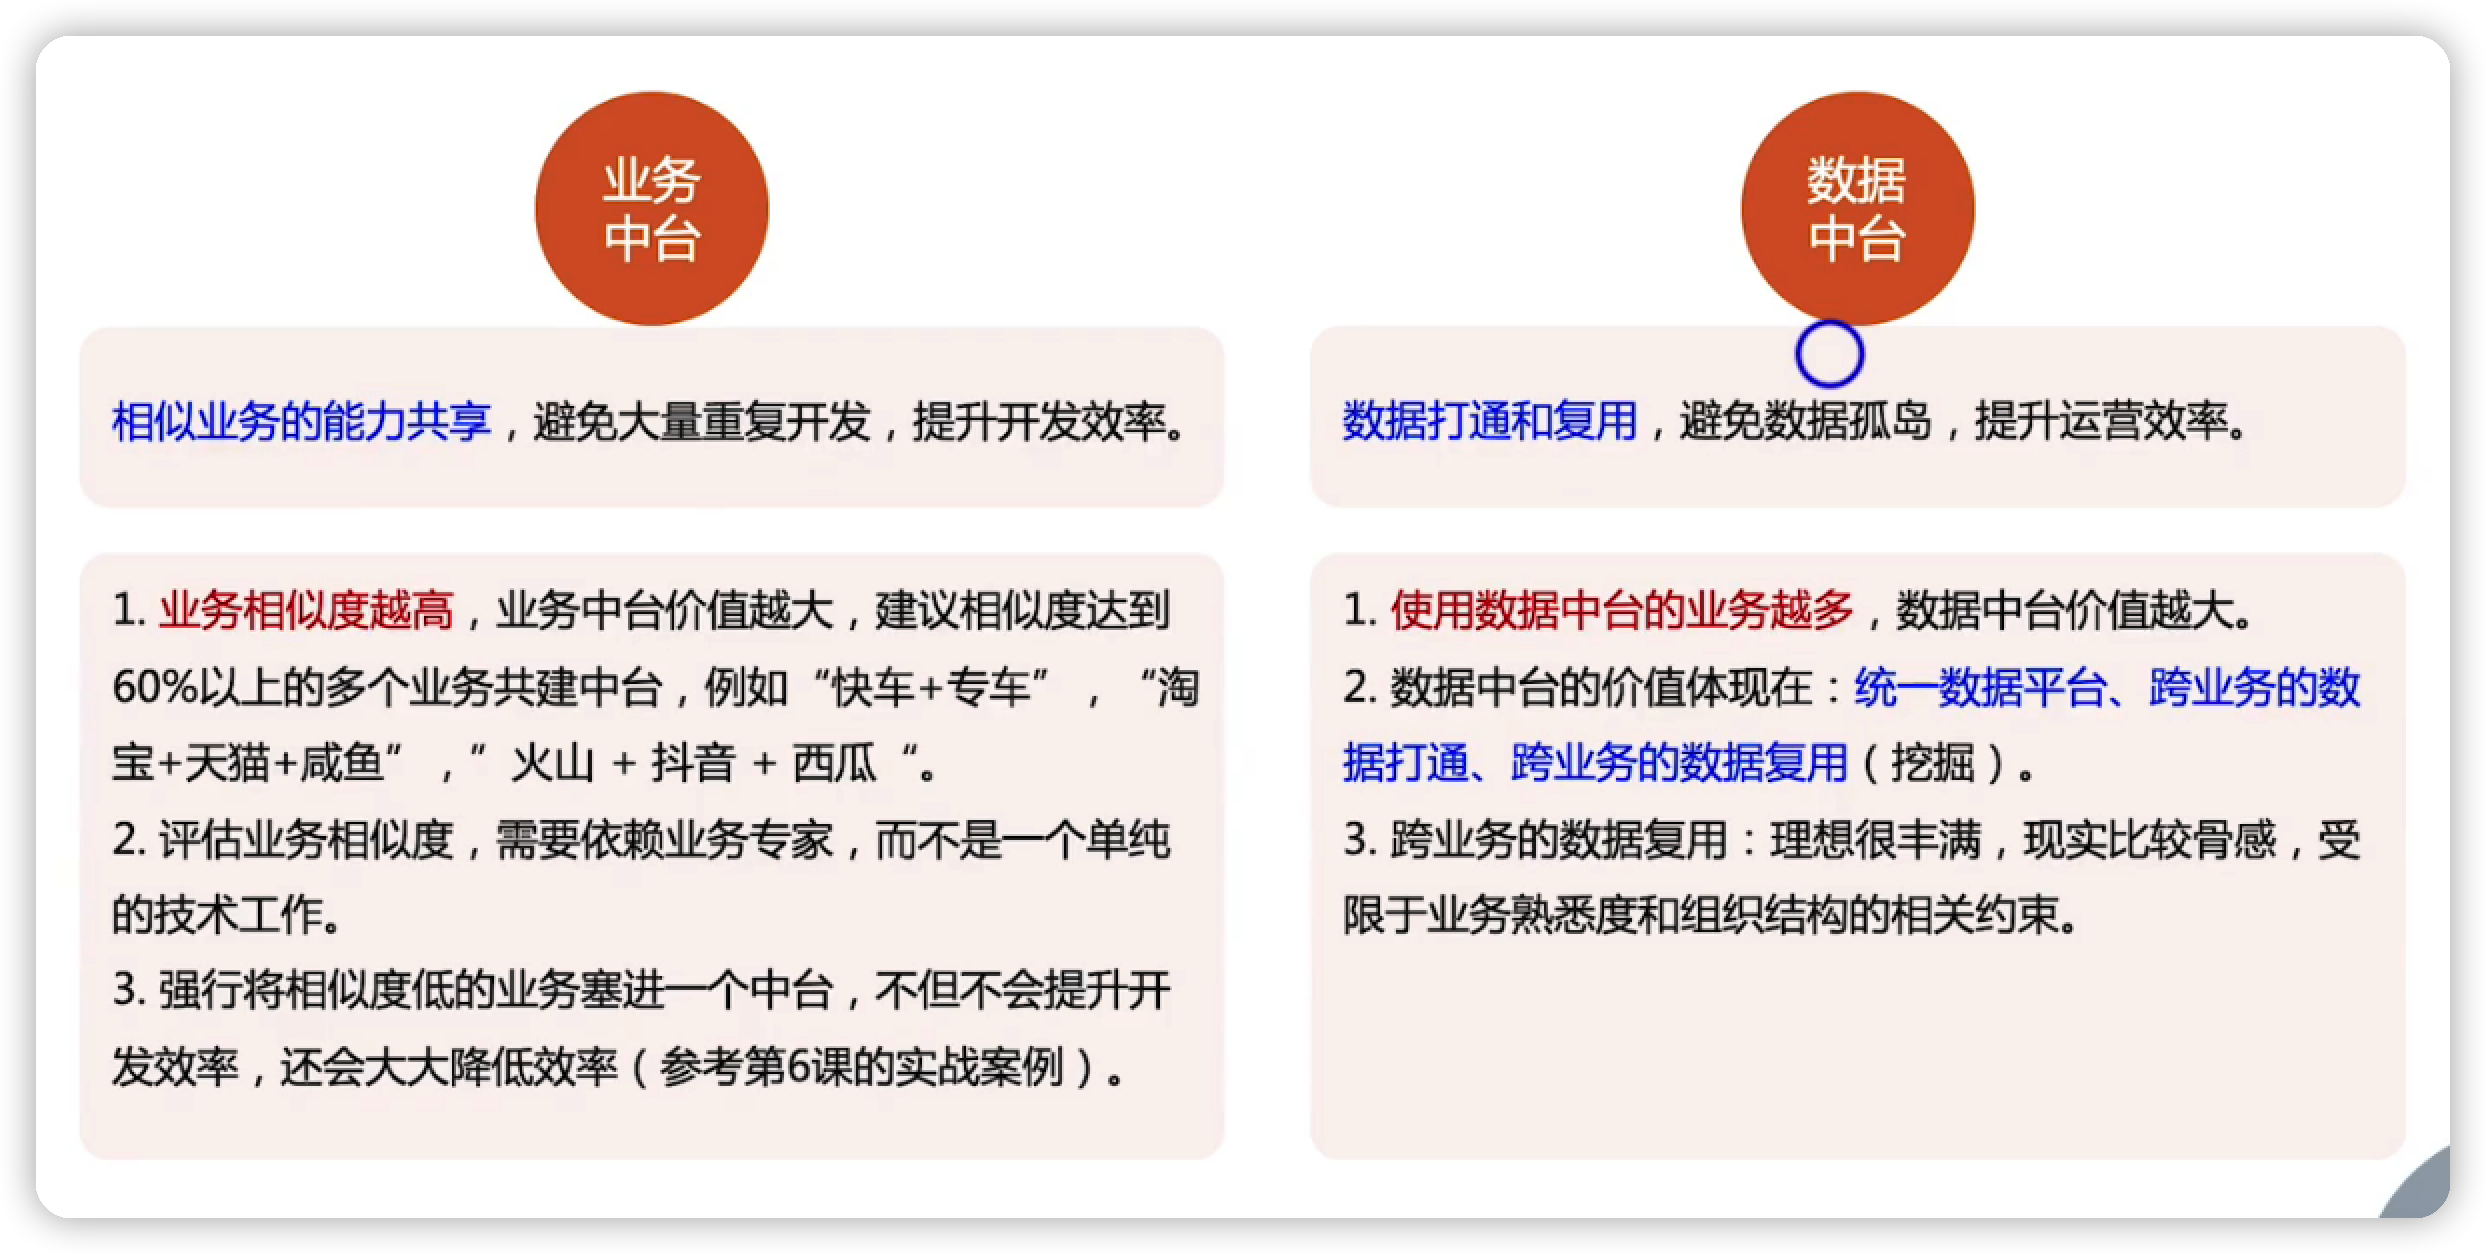 业务
中台
相似业务的能力共享，避免大量重复开发，提升开发效率。
1. 业务相似度越高，业务中台价值越大，建议相似度达到
60%以上的多个业务共建中台，例如“快车+专车”，“淘
宝+天猫+咸鱼”，”火山 + 抖音 + 西瓜“。
2. 评估业务相似度，需要依赖业务专家，而不是一个单纯
的技术工作。
3. 强行将相似度低的业务塞进一个中台，不但不会提升开
发效率，还会大大降低效率（参考第6课的实战案例）。
数据
中台
数据打通和复用，避免数据孤岛，提升运营效率。
1. 使用数据中台的业务越多，数据中台价值越大。
2. 数据中台的价值体现在：统一数据平台、跨业务的数
据打通、跨业务的数据复用（挖掘）。
3. 跨业务的数据复用：理想很丰满，现实比较骨感，受
限于业务熟悉度和组织结构的相关约束。